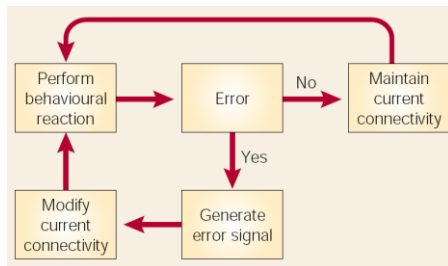 Perform
behavioural
reaction
Error
No
Maintain
current
connectivity
Yes
Modify
current
connectivity
Generate
error signal